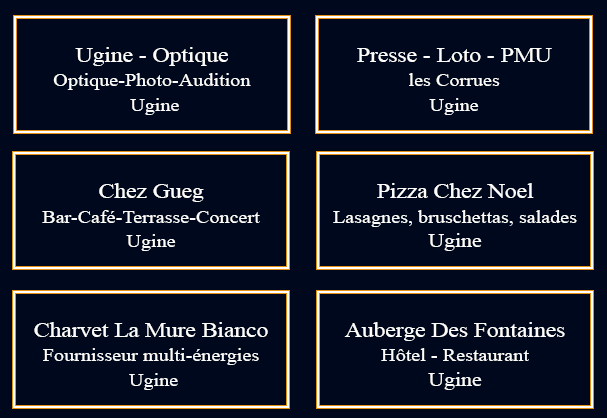 Ugine - Optique
Optique-Photo-Audition
Ugine
Presse - Loto - PMU
les Corrues
Ugine
Chez Gueg
Bar-Café-Terrasse-Concert
Ugine
Pizza Chez Noel
Lasagnes, bruschettas, salades
Ugine
Charvet La Mure Bianco
Fournisseur multi-énergies
Ugine
Auberge Des Fontaines
Hôtel - Restaurant
Ugine